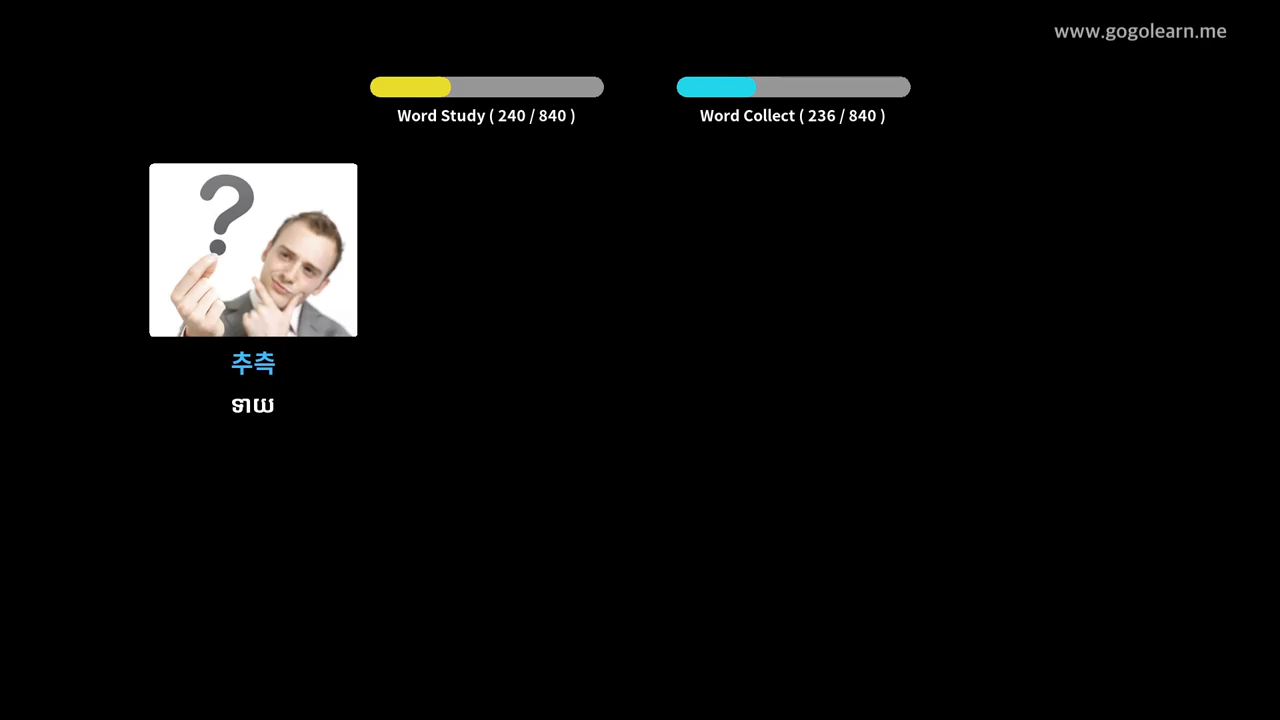 www.gogolearn.me
Word Study ( 240 / 840 )
Word Collect ( 236 / 840 )
?
추측
ទាយ